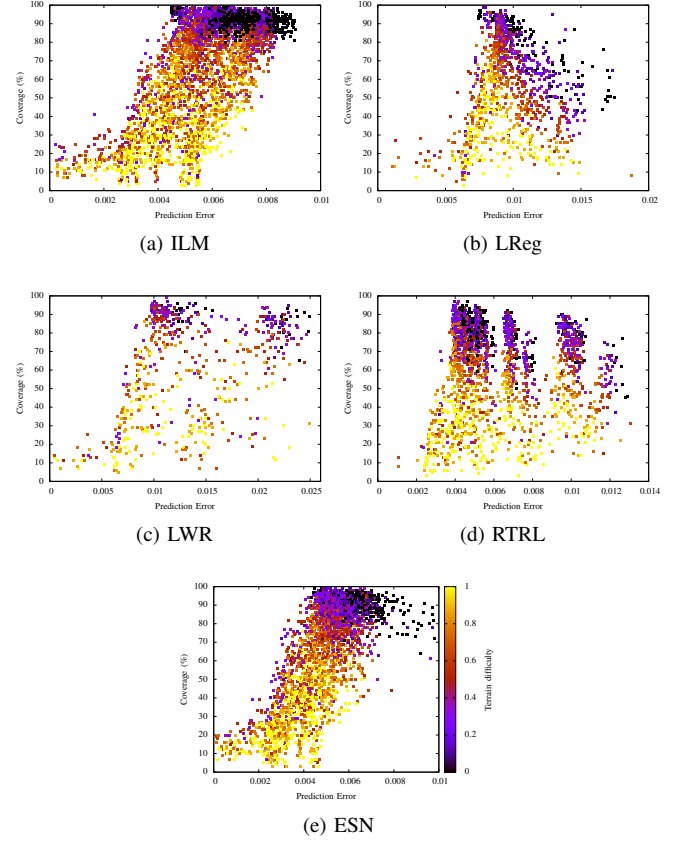 100
90
80
70
60
50
40
30
20
10
0
Coverage (%)
0 0.002 0.004 0.006 0.008 0.01
Prediction Error
(a) ILM
100
90
80
70
60
50
40
30
20
10
0
Coverage (%)
0 0.005 0.010 0.015 0.02
Prediction Error
(b) LReg
100
90
80
70
60
50
40
30
20
10
0
Coverage (%)
0 0.005 0.01 0.015 0.02 0.025
Prediction Error
(c) LWR
100
90
80
70
60
50
40
30
20
10
0
Coverage (%)
0 0.002 0.004 0.006 0.008 0.01 0.012 0.014
Prediction Error
(d) RTRL
100
90
80
70
60
50
40
30
20
10
0
Coverage (%)
0 0.002 0.004 0.006 0.008 0.01
Prediction Error
1
0.8
0.6
0.4
0.2
0
Terrain difficulty
(e) ESN